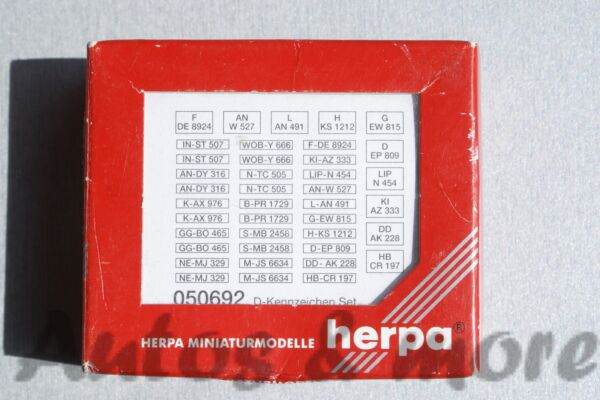 F AN L H G
DE 8924 W 527 AN 491 KS 1212 EW 815
IN-ST 507 WOB-Y 666 F-DE 8924 D
EP 809
IN-ST 507 WOB-Y 666 KI-AZ 333
AN-DY 316 N-TC 505 LIP-N 454 LIP
N 454
AN-DY 316 N-TC 505 AN-W 527
K-AX 976 B-PR 1729 L-AN 491 KI
AZ 333
K-AX 976 B-PR 1729 G-EW 815
GG-BO 465 S-MB 2458 H-KS 1212 DD
AK 228
GG-BO 465 S-MB 2458 D-EP 809
NE-MJ 329 M-JS 6634 DD- AK 228 HB
CR 197
NE-MJ 329 M-JS 6634 HB-CR 197
050692 D-Kennzeichen Set
HERPA MINIATURMODELLE herpa®
Autos & more